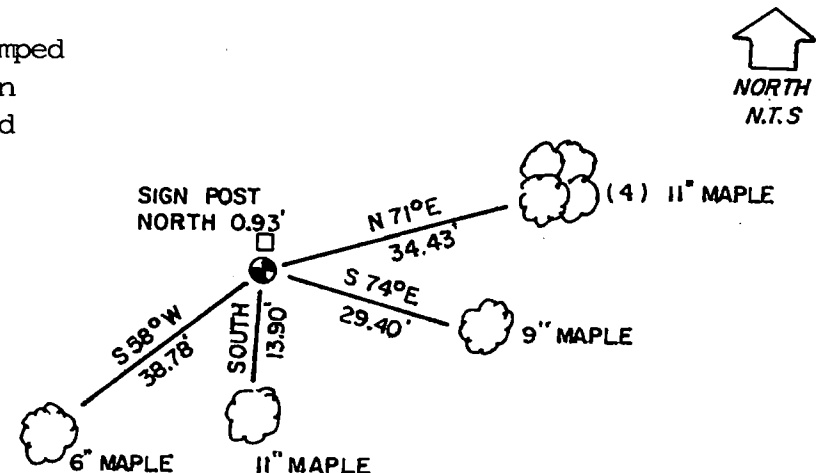 mped
n
d
NORTH
N.T.S
SIGN POST
NORTH 0.93'
N 71°E
34.43'
(4) 11" MAPLE
S 74°E
29.40'
9" MAPLE
S 58° W
38.78'
SOUTH
13.90'
6" MAPLE
11" MAPLE